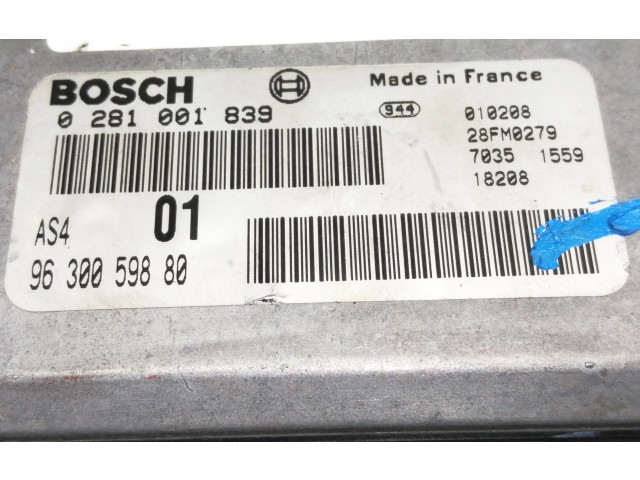 BOSCH
Made in France
0 281 001 839
944
010208
28FM0279
7035 1559
18208
AS4
01
96 300 598 80